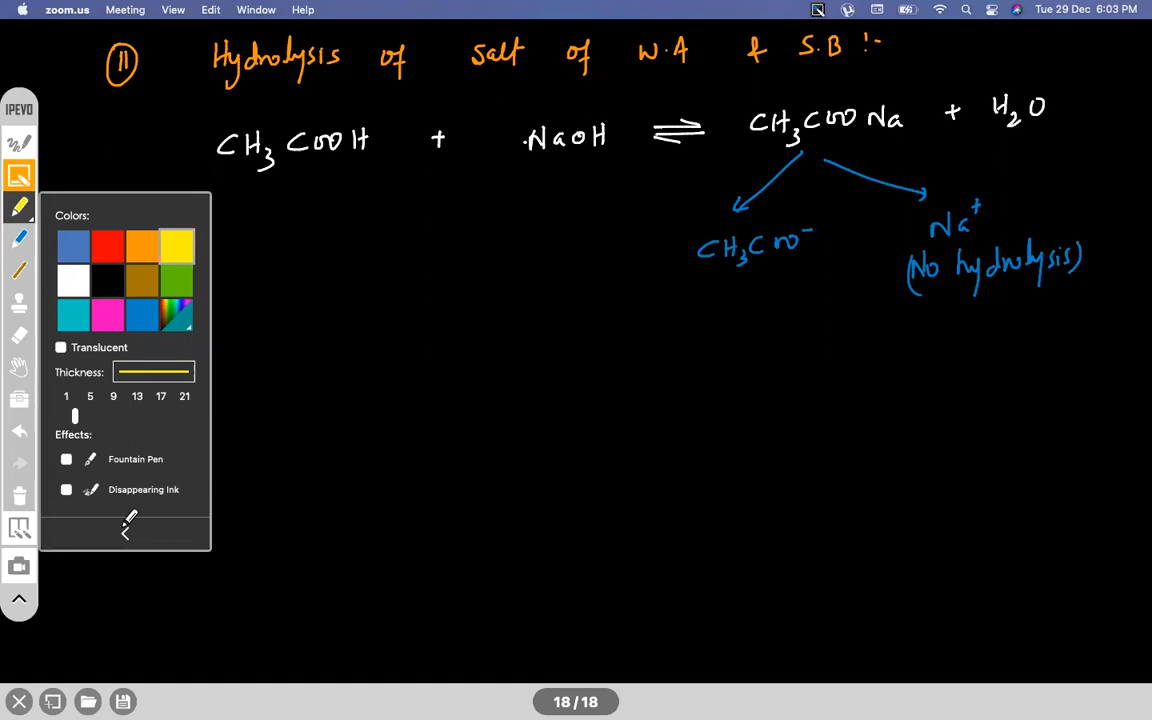 zoom.us Meeting View Edit Window Help Tue 29 Dec 6:03 PM
11 Hydrolysis of salt of W.A & S.B :-
CH3COOH + NaOH ⇌ CH3COONa + H2O
CH3COO- Na+
(No hydrolysis)
IPEVO
Colors:
Translucent
Thickness:
1 5 9 13 17 21
Effects:
Fountain Pen
Disappearing Ink
18 / 18